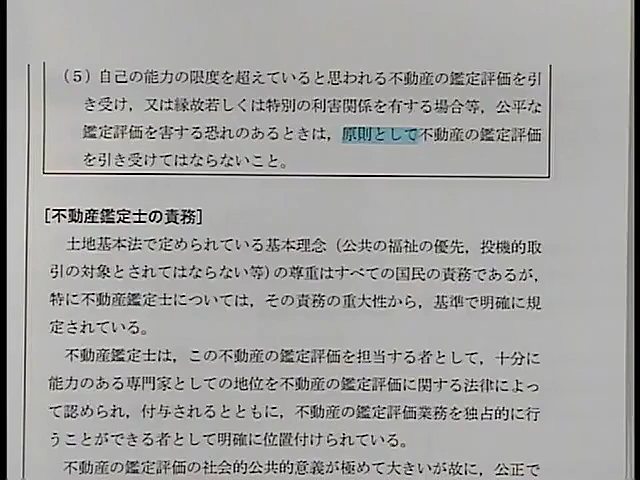 (5)自己の能力の限度を超えていると思われる不動産の鑑定評価を引
き受け，又は縁故若しくは特別の利害関係を有する場合等，公平な
鑑定評価を害する恐れのあるときは，原則として不動産の鑑定評価
を引き受けてはならないこと。
[不動産鑑定士の責務]
土地基本法で定められている基本理念（公共の福祉の優先，投機的取
引の対象とされてはならない等)の尊重はすべての国民の責務であるが，
特に不動産鑑定士については，その責務の重大性から，基準で明確に規
定されている。
不動産鑑定士は，この不動産の鑑定評価を担当する者として，十分に
能力のある専門家としての地位を不動産の鑑定評価に関する法律によっ
て認められ，付与されるとともに，不動産の鑑定評価業務を独占的に行
うことができる者として明確に位置付けられている。
不動産の鑑定評価の社会的公共的意義が極めて大きいが故に，公正で